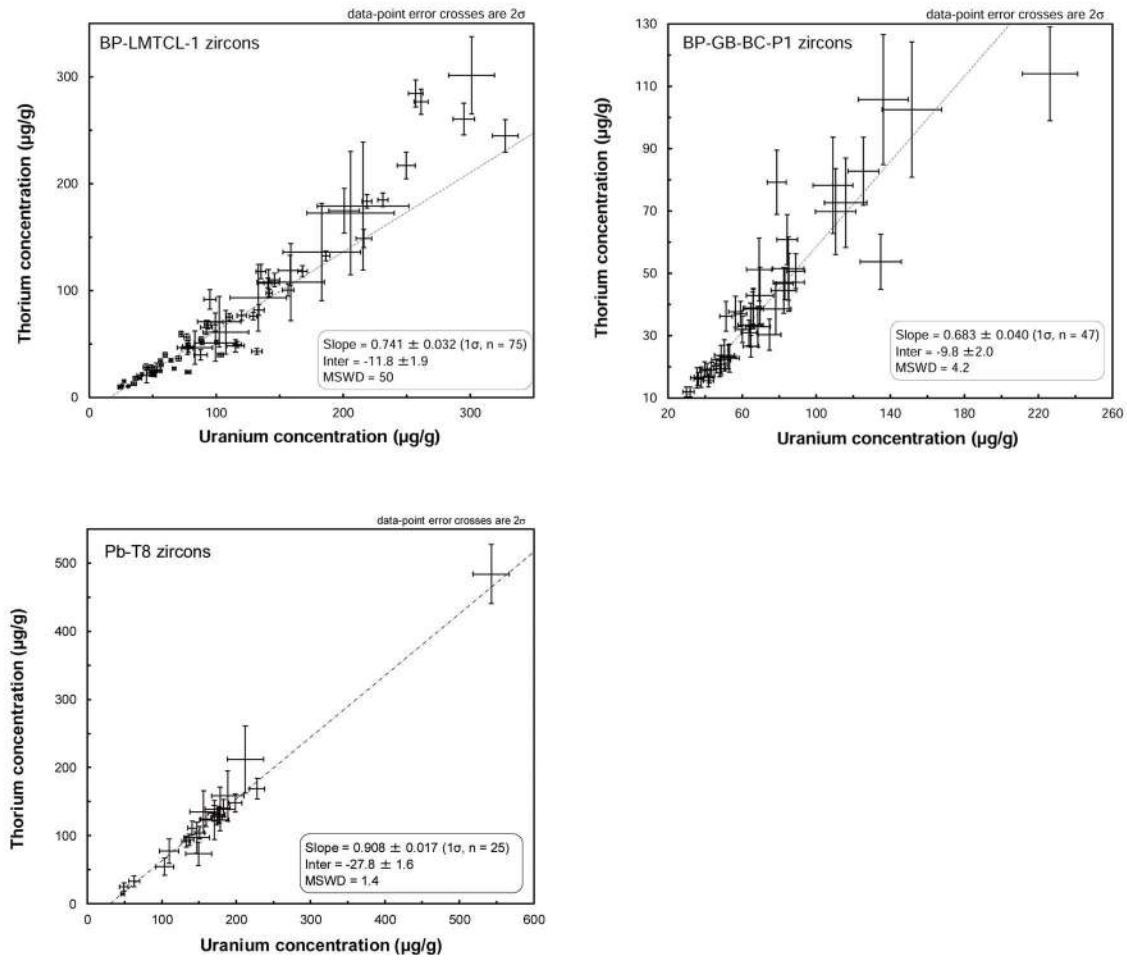 data-point error crosses are 2σ
BP-LMTCL-1 zircons
Thorium concentration (µg/g)
300
200
100
0
Slope = 0.741 ± 0.032 (1σ, n = 75)
Inter = -11.8 ±1.9
MSWD = 50
0 100 200 300
Uranium concentration (µg/g)
data-point error crosses are 2σ
BP-GB-BC-P1 zircons
Thorium concentration (µg/g)
130
110
90
70
50
30
10
Slope = 0.683 ± 0.040 (1σ, n = 47)
Inter = -9.8 ± 2.0
MSWD = 4.2
20 60 100 140 180 220 260
Uranium concentration (µg/g)
data-point error crosses are 2σ
Pb-T8 zircons
Thorium concentration (µg/g)
500
400
300
200
100
0
Slope = 0.908 ± 0.017 (1σ, n = 25)
Inter = -27.8 ± 1.6
MSWD = 1.4
0 100 200 300 400 500 600
Uranium concentration (µg/g)